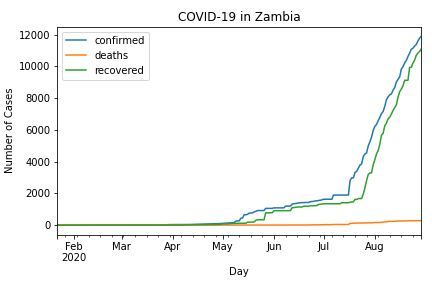 COVID-19 in Zambia
confirmed
deaths
recovered
Number of Cases
12000
10000
8000
6000
4000
2000
0
Feb Mar Apr May Jun Jul Aug
2020
Day